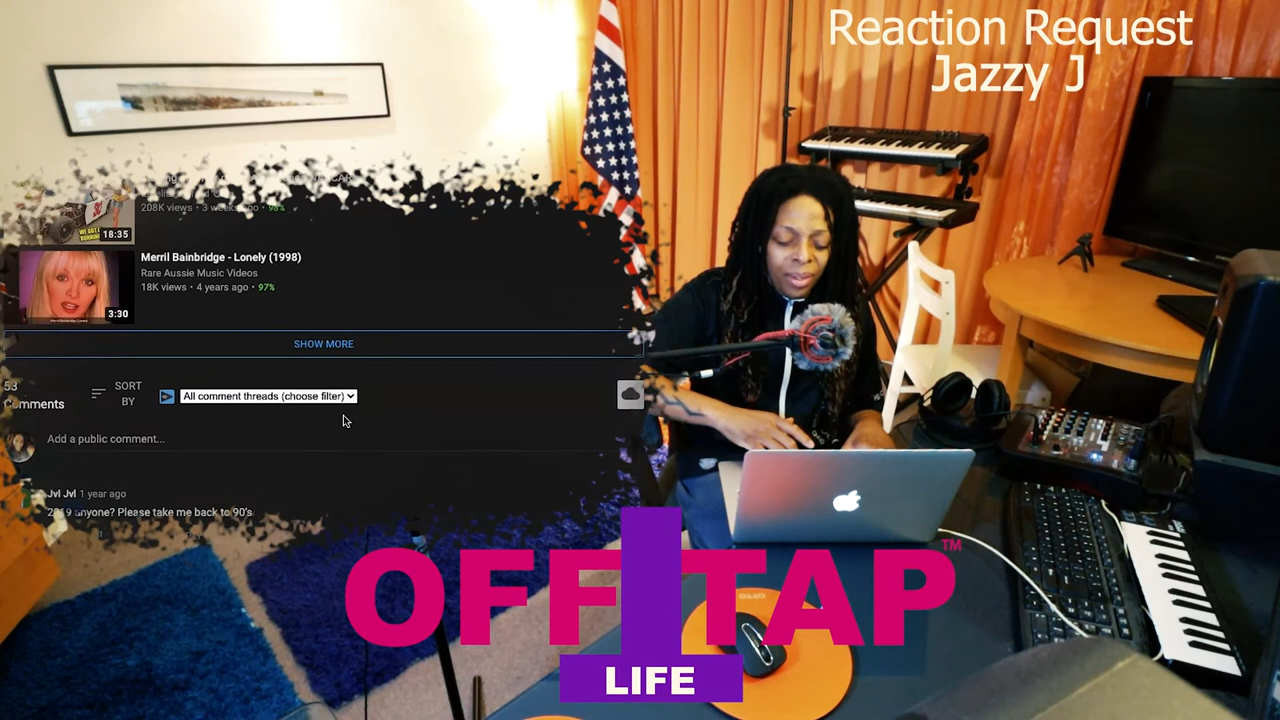 Reaction Request
Jazzy J
208K views • 3 weeks ago • 98%
18:35
Merril Bainbridge - Lonely (1998)
Rare Aussie Music Videos
18K views • 4 years ago • 97%
3:30
SHOW MORE
53
Comments
SORT
BY
All comment threads (choose filter)
Add a public comment...
Jvl Jvl 1 year ago
2019 anyone? Please take me back to 90's
OFF TAP™
LIFE